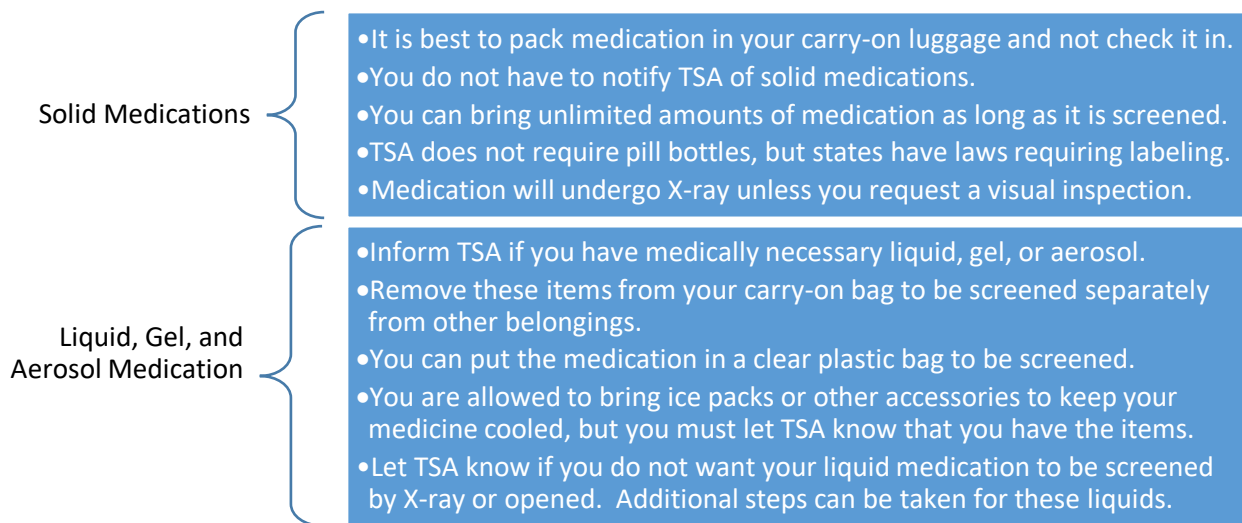 Solid Medications
•It is best to pack medication in your carry-on luggage and not check it in.
•You do not have to notify TSA of solid medications.
•You can bring unlimited amounts of medication as long as it is screened.
•TSA does not require pill bottles, but states have laws requiring labeling.
•Medication will undergo X-ray unless you request a visual inspection.
Liquid, Gel, and
Aerosol Medication
•Inform TSA if you have medically necessary liquid, gel, or aerosol.
•Remove these items from your carry-on bag to be screened separately
from other belongings.
•You can put the medication in a clear plastic bag to be screened.
•You are allowed to bring ice packs or other accessories to keep your
medicine cooled, but you must let TSA know that you have the items.
•Let TSA know if you do not want your liquid medication to be screened
by X-ray or opened.  Additional steps can be taken for these liquids.